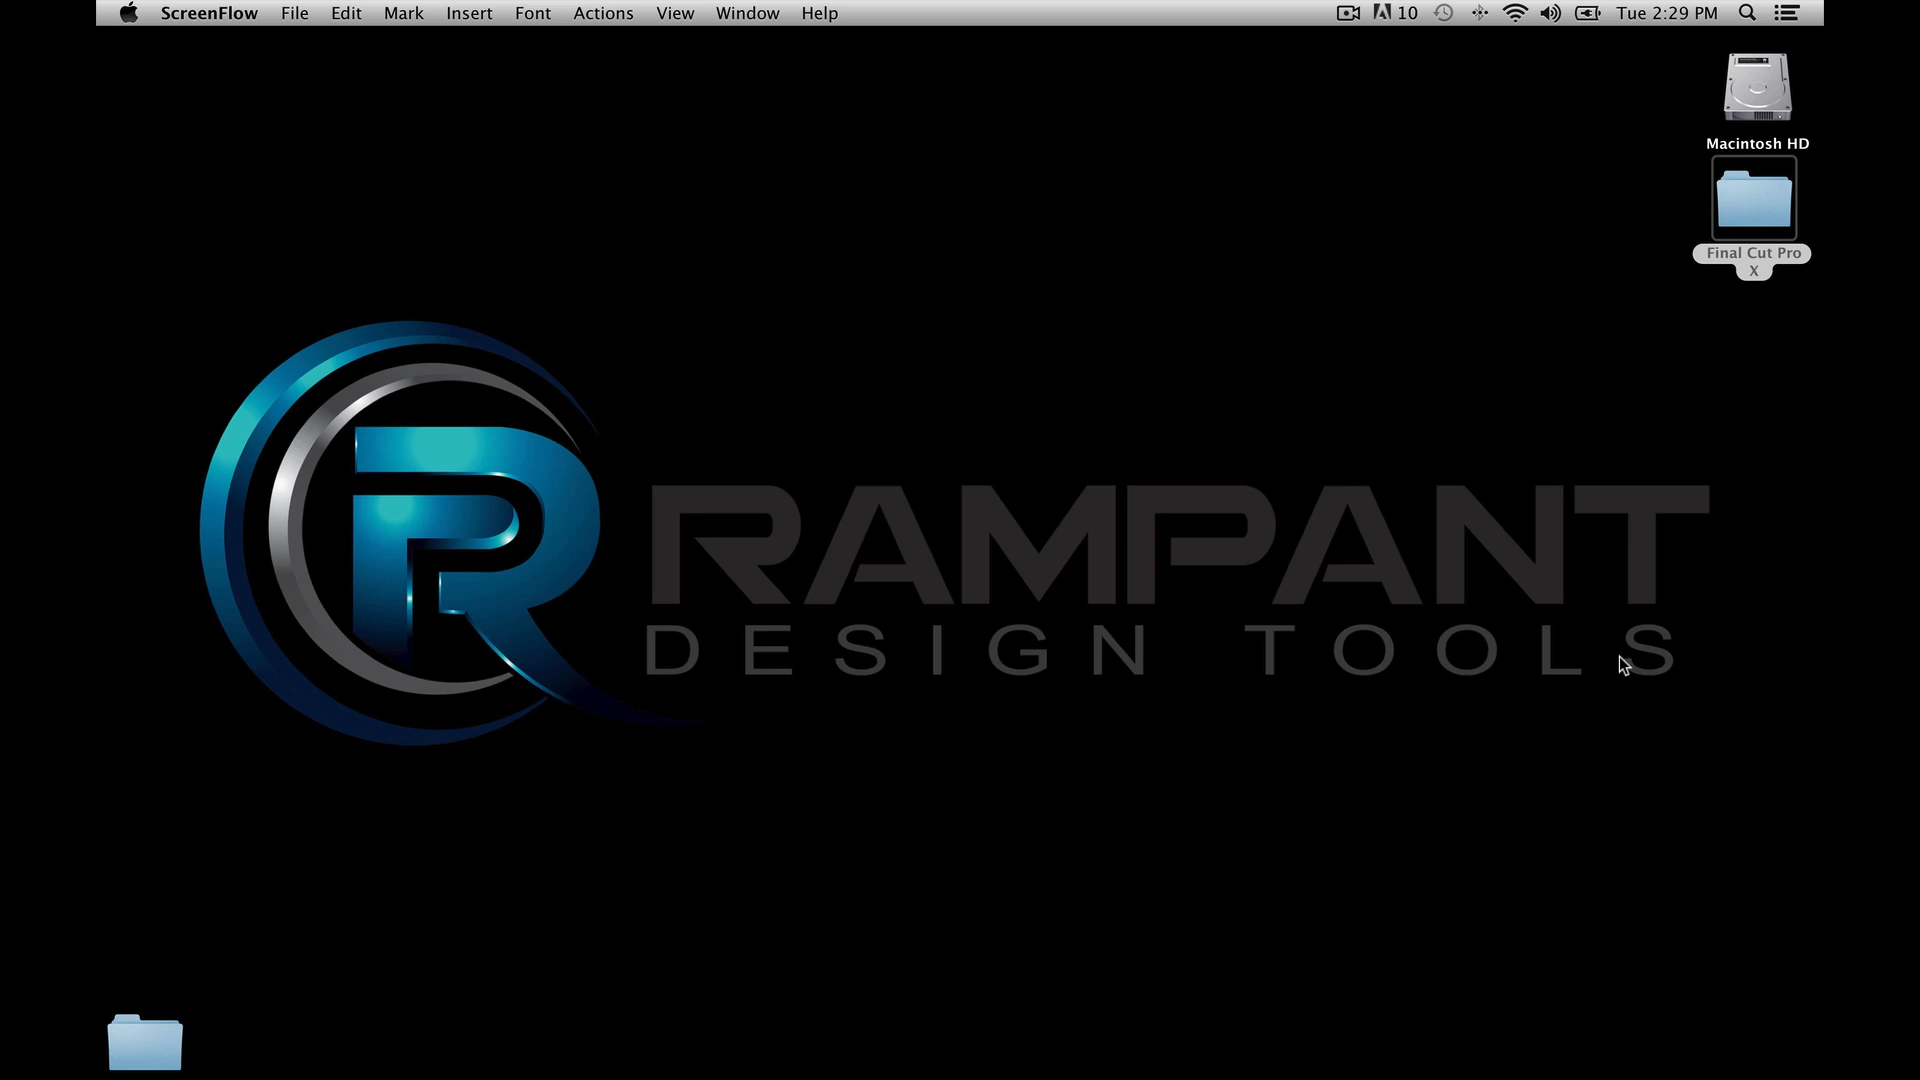 ScreenFlow File Edit Mark Insert Font Actions View Window Help 10 Tue 2:29 PM
Macintosh HD
Final Cut Pro
X
RAMPANT
DESIGN TOOLS